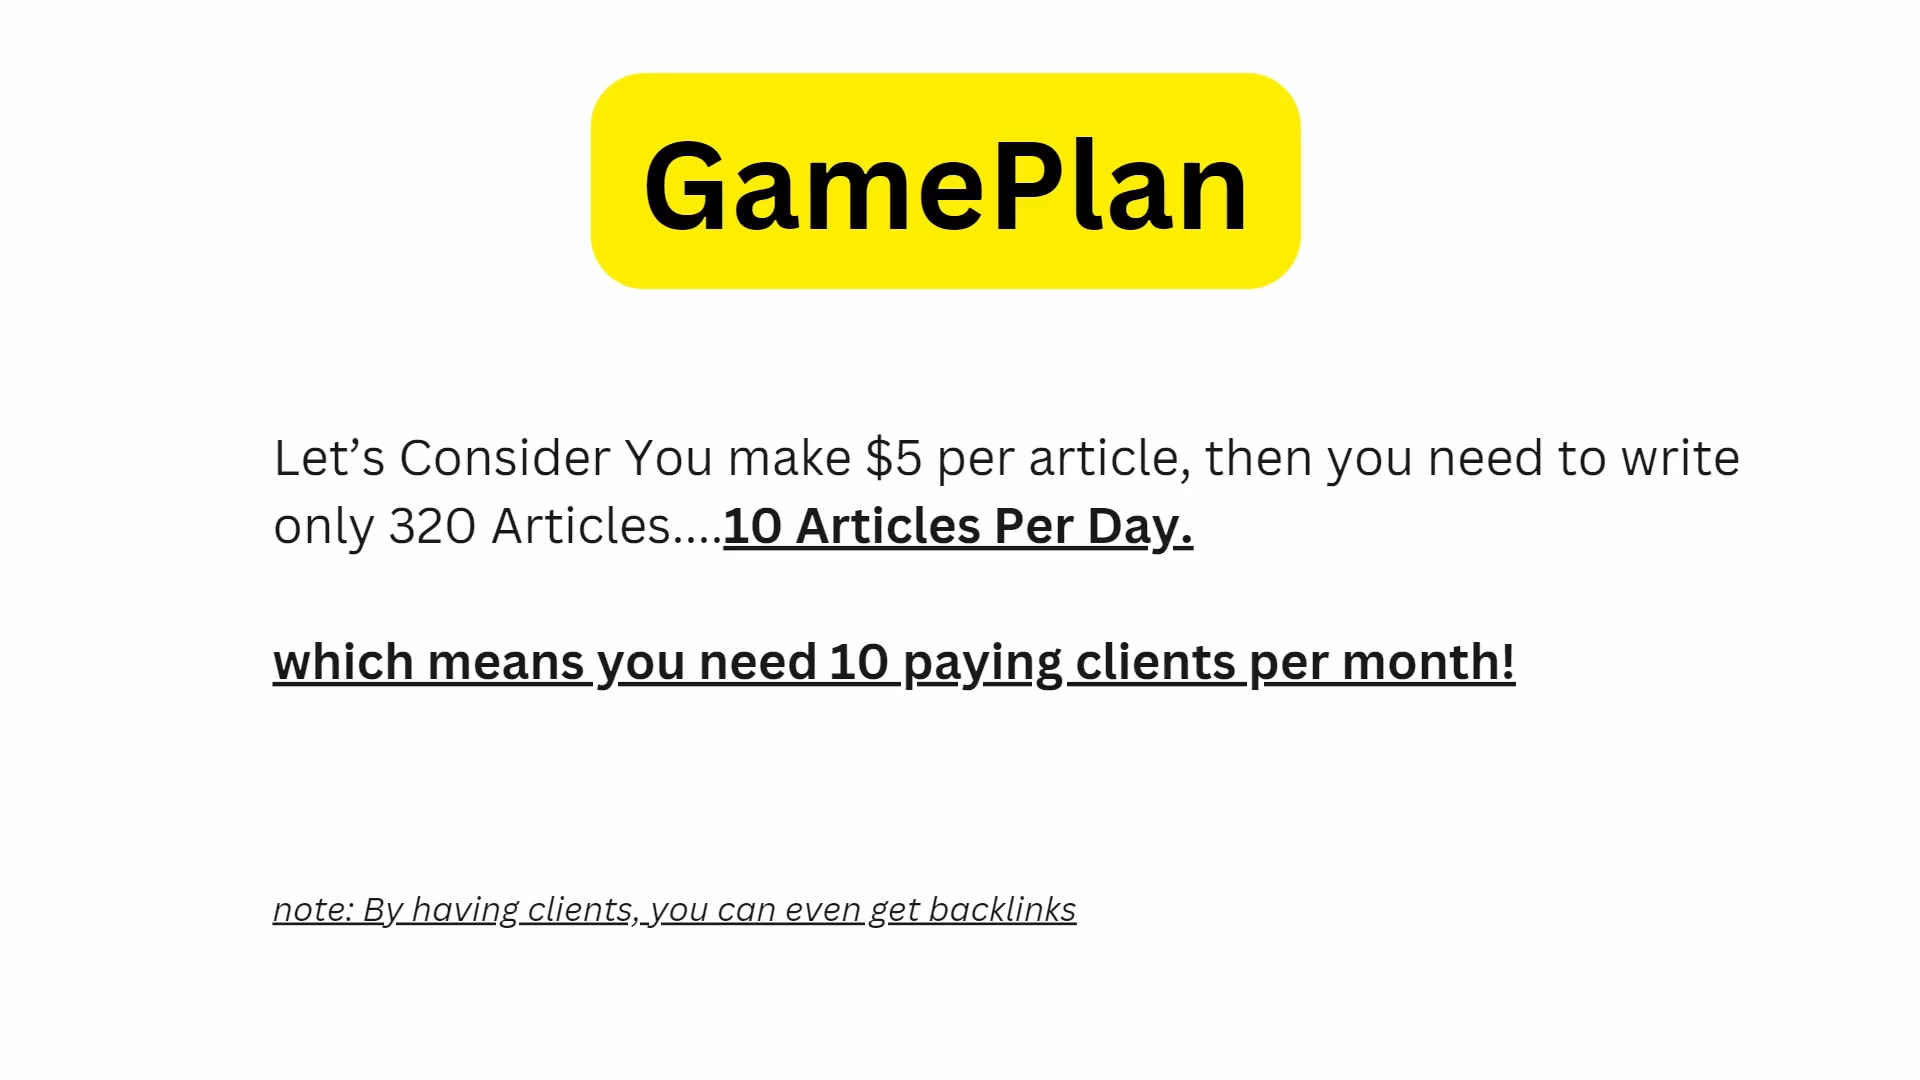 GamePlan
Let’s Consider You make $5 per article, then you need to write
only 320 Articles....10 Articles Per Day.
which means you need 10 paying clients per month!
note: By having clients, you can even get backlinks